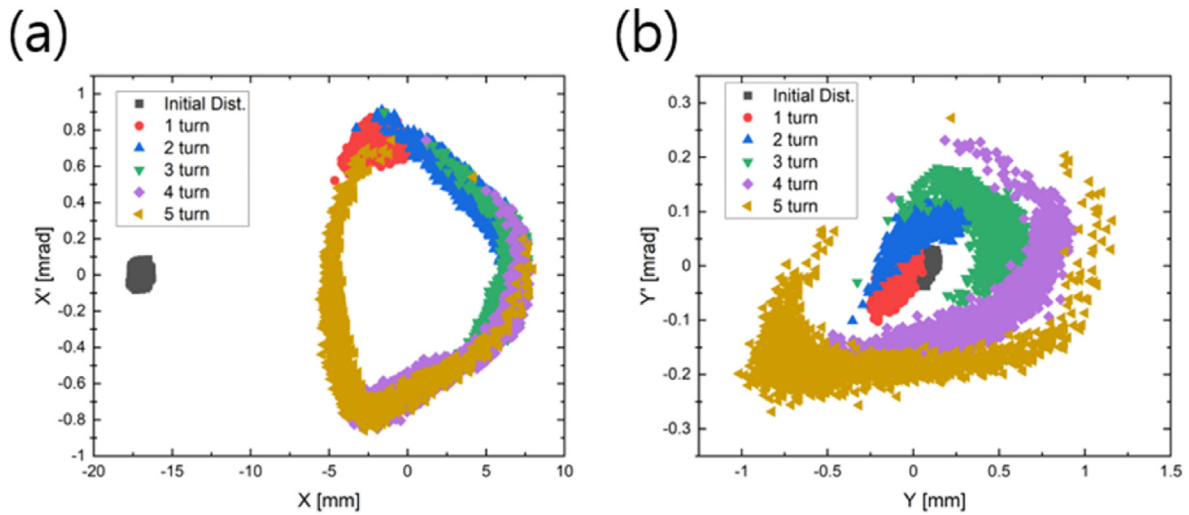 (a)
(b)
Initial Dist.
1 turn
2 turn
3 turn
4 turn
5 turn
X' [mrad]
1
0.8
0.6
0.4
0.2
0
-0.2
-0.4
-0.6
-0.8
-1
-20
-15
-10
-5
0
5
10
X [mm]
Initial Dist.
1 turn
2 turn
3 turn
4 turn
5 turn
Y' [mrad]
0.3
0.2
0.1
0
-0.1
-0.2
-0.3
-1
-0.5
0
0.5
1
1.5
Y [mm]